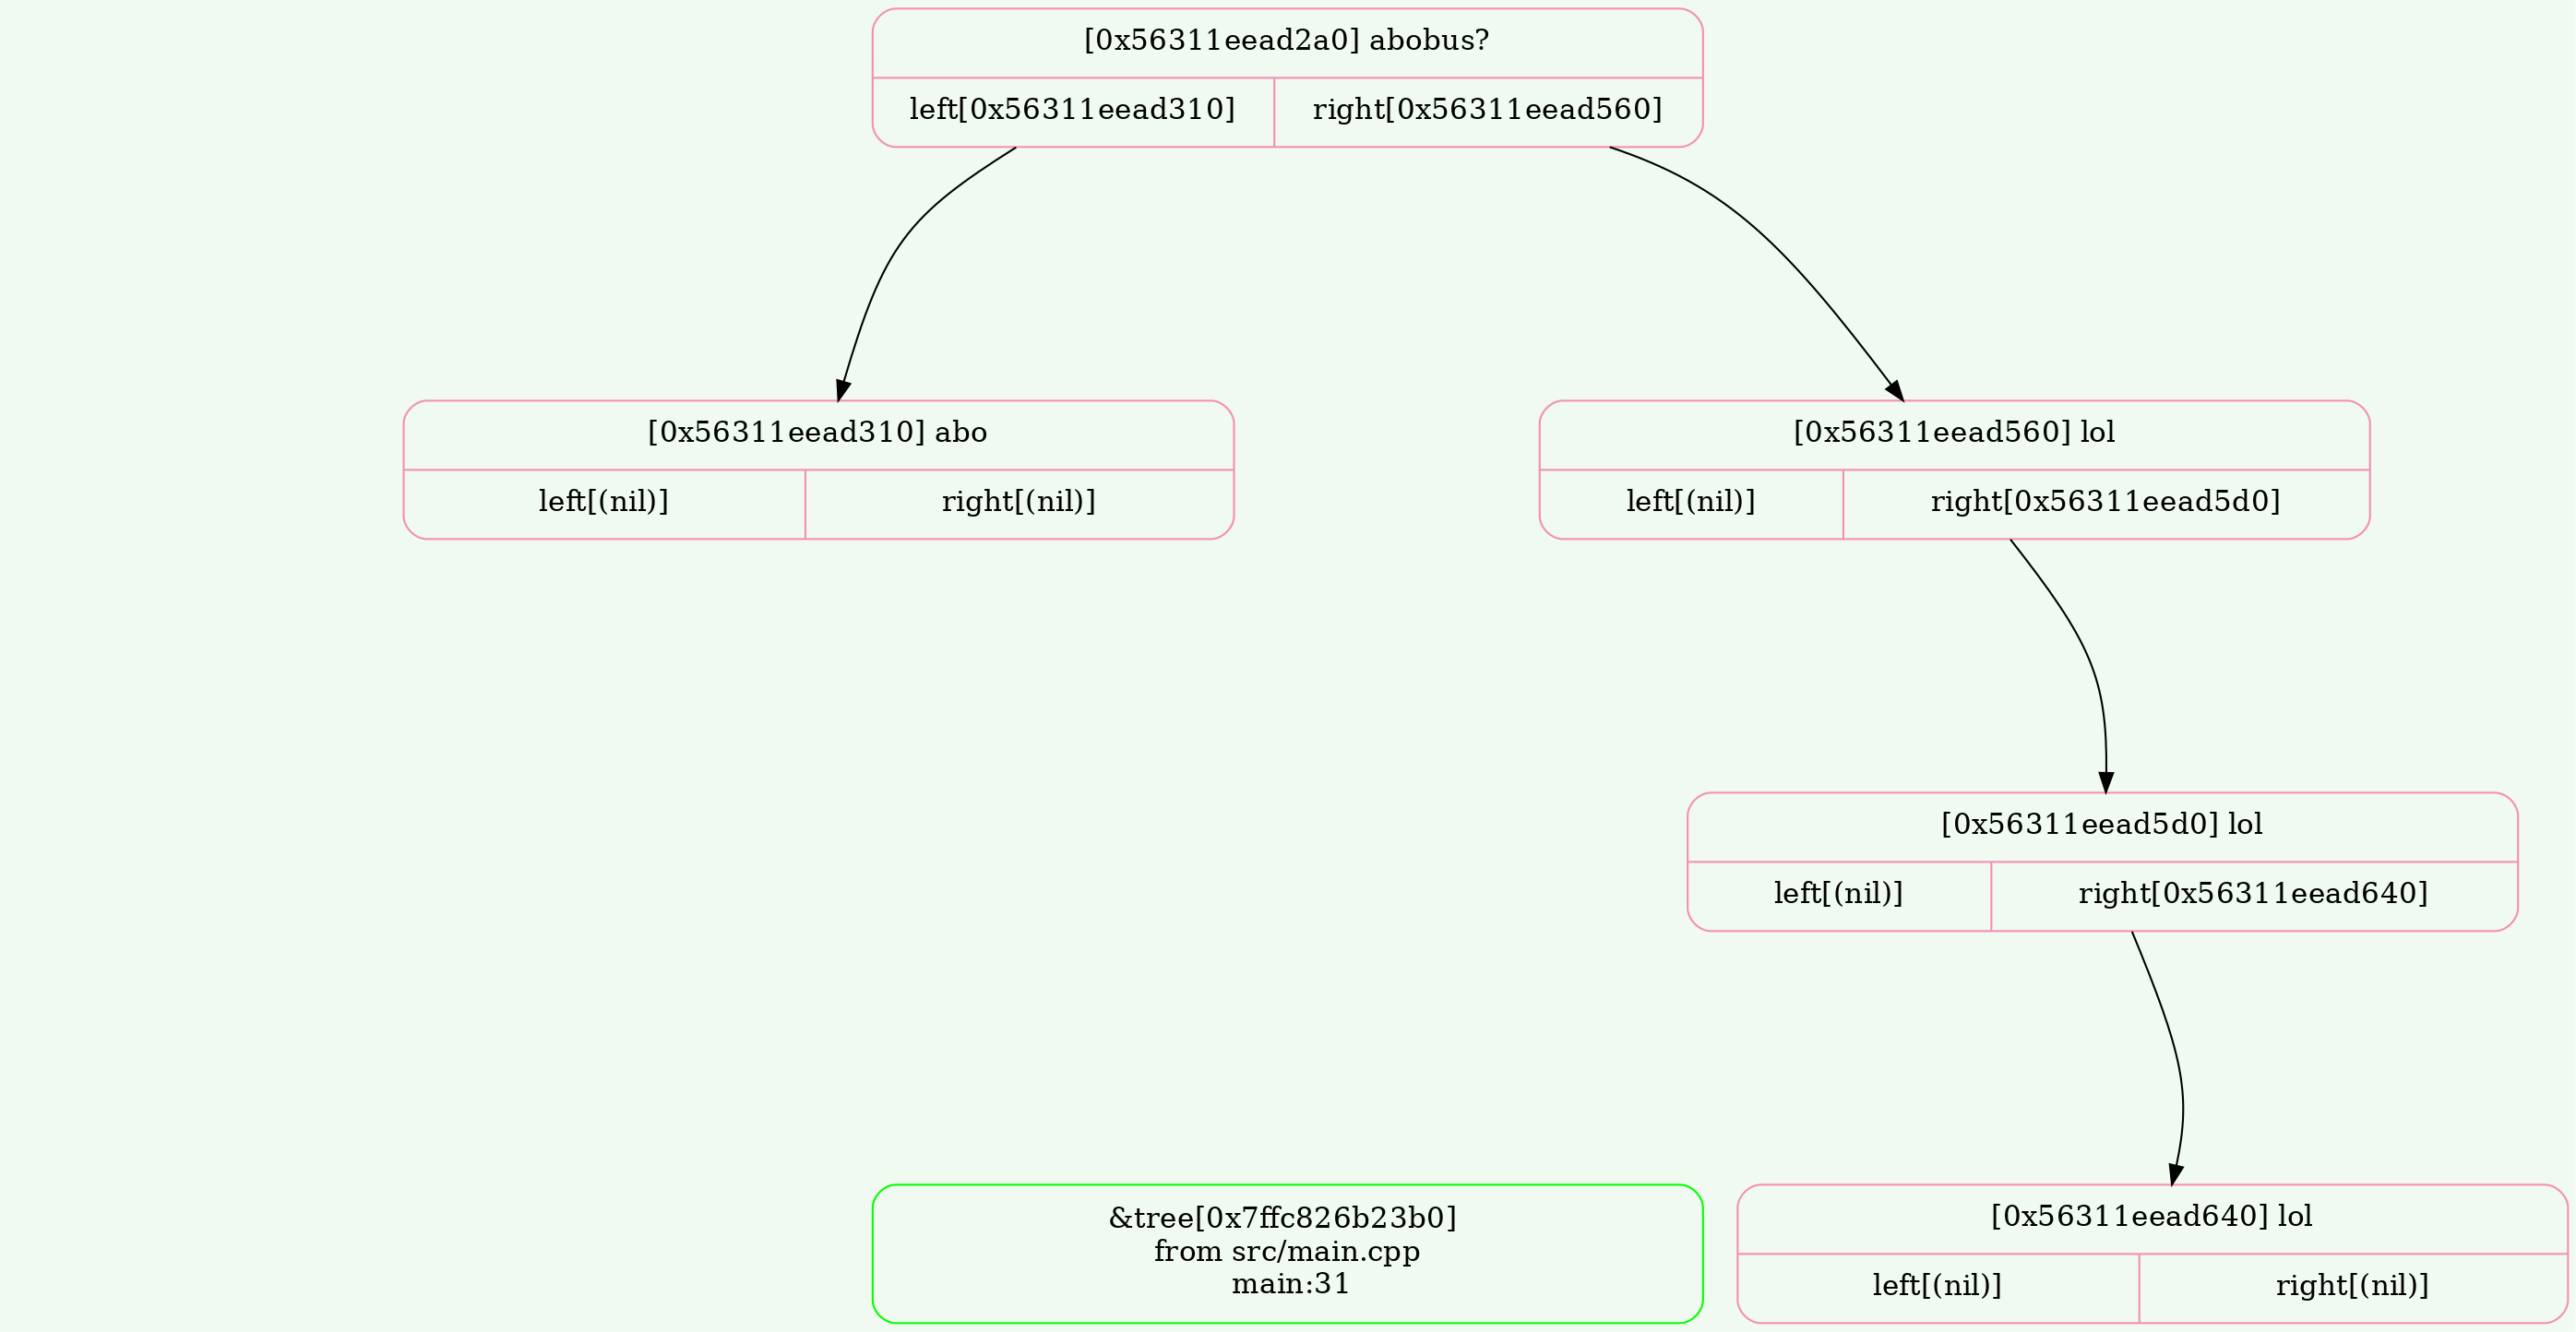 [0x56311eead2a0] abobus?
left[0x56311eead310]
right[0x56311eead560]
[0x56311eead310] abo
left[(nil)]
right[(nil)]
[0x56311eead560] lol
left[(nil)]
right[0x56311eead5d0]
[0x56311eead5d0] lol
left[(nil)]
right[0x56311eead640]
&tree[0x7ffc826b23b0]
from src/main.cpp
main:31
[0x56311eead640] lol
left[(nil)]
right[(nil)]